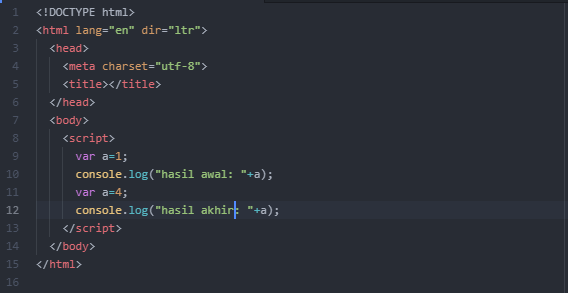 1 <!DOCTYPE html>
2 <html lang="en" dir="ltr">
3   <head>
4     <meta charset="utf-8">
5     <title></title>
6   </head>
7   <body>
8     <script>
9       var a=1;
10       console.log("hasil awal: "+a);
11       var a=4;
12       console.log("hasil akhir: "+a);
13     </script>
14   </body>
15 </html>
16